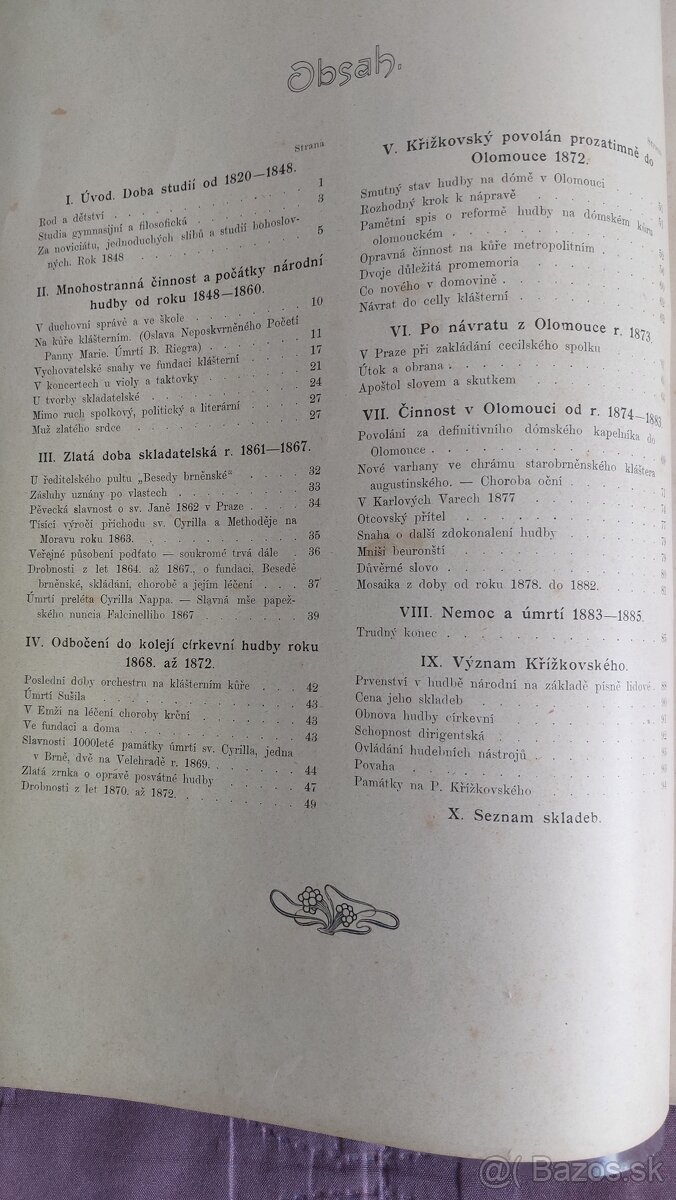 Obsah.
Strana
I. Úvod. Doba studií od 1820—1848.
Rod a dětství . . . 1
Studia gymnasijní a filosofická . . . 3
Za noviciátu, jednoduchých slibů a studií bohoslov-
ných. Rok 1848 . . . 5
II. Mnohostranná činnost a počátky národní
hudby od roku 1848—1860.
V duchovní správě a ve škole . . . 10
Na kůře klášterním. (Oslava Neposkvrněného Početí
Panny Marie. Úmrtí B. Riegra) . . . 11
Vychovatelské snahy ve fundaci klášterní . . . 17
V koncertech u violy a taktovky . . . 21
U tvorby skladatelské . . . 24
Mimo ruch spolkový, politický a literární . . . 27
Muž zlatého srdce . . . 27
III. Zlatá doba skladatelská r. 1861—1867.
U ředitelského pultu „Besedy brněnské“ . . . 32
Zásluhy uznány po vlastech . . . 33
Pěvecká slavnost o sv. Janě 1862 v Praze . . . 34
Tisící výročí příchodu sv. Cyrilla a Methoděje na
Moravu roku 1863. . . . 35
Veřejné působení podťato — soukromé trvá dále . 36
Drobnosti z let 1864. až 1867., o fundaci, Besedě
brněnské, skládání, chorobě a jejím léčení . . . 37
Úmrtí preláta Cyrilla Nappa. — Slavná mše papež-
ského nuncia Falcinelliho 1867 . . . 39
IV. Odbočení do kolejí církevní hudby roku
1868. až 1872.
Poslední doby orchestru na klášterním kůře . . . 42
Úmrtí Sušila . . . 43
V Emži na léčení choroby krční . . . 43
Ve fundaci a doma . . . 43
Slavnosti 1000leté památky úmrtí sv. Cyrilla, jedna
v Brně, dvě na Velehradě r. 1869. . . . 44
Zlatá zrnka o opravě posvátné hudby . . . 47
Drobnosti z let 1870. až 1872. . . . 49
V. Křížkovský povolán prozatimně do
Olomouce 1872.
Smutný stav hudby na dómě v Olomouci
Rozhodný krok k nápravě . . .
Pamětní spis o reformě hudby na dómském kůru
olomouckém . . .
Opravná činnost na kůře metropolitním . . .
Dvoje důležitá promemoria . . .
Co nového v domovině . . .
Návrat do celly klášterní . . .
VI. Po návratu z Olomouce r. 1873.
V Praze při zakládání cecilského spolku
Útok a obrana . . .
Apoštol slovem a skutkem . . .
VII. Činnost v Olomouci od r. 1874—1883
Povolání za definitivního dómského kapelníka do
Olomouce . . .
Nové varhany ve chrámu starobrněnského kláštera
augustinského. — Choroba oční . . .
V Karlových Varech 1877 . . .
Otcovský přítel . . .
Snaha o další zdokonalení hudby . . .
Mniši beuronští . . .
Důvěrné slovo . . .
Mosaika z doby od roku 1878. do 1882. . . . 81
VIII. Nemoc a úmrtí 1883—1885.
Trudný konec . . . 85
IX. Význam Křížkovského.
Prvenství v hudbě národní na základě písně lidové . 88
Cena jeho skladeb . . . 90
Obnova hudby církevní . . . 91
Schopnost dirigentská . . . 92
Ovládání hudebních nástrojů . . . 93
Povaha . . . 93
Památky na P. Křížkovského . . . 94
X. Seznam skladeb.
Bazos.sk